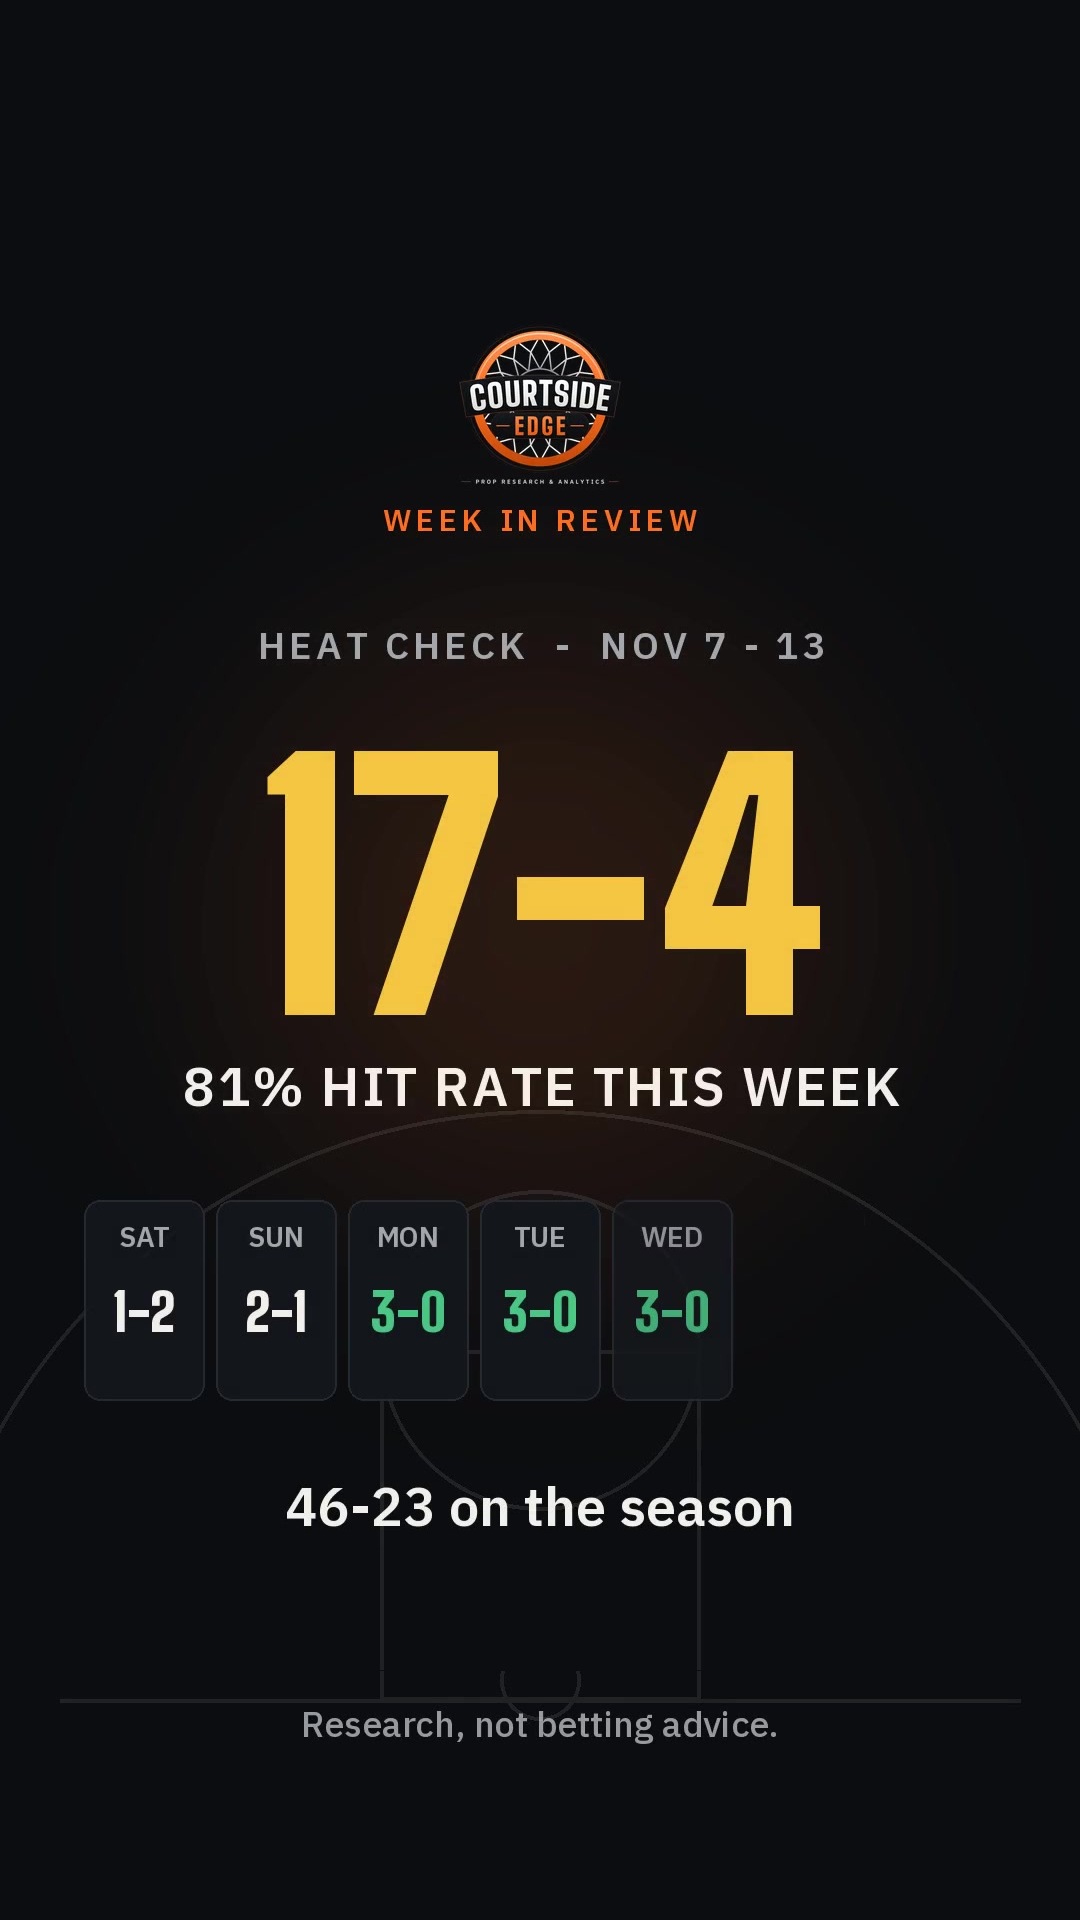 COURTSIDE
EDGE
PROP RESEARCH & ANALYTICS
WEEK IN REVIEW
HEAT CHECK - NOV 7 - 13
17-4
81% HIT RATE THIS WEEK
SAT SUN MON TUE WED
1-2 2-1 3-0 3-0 3-0
46-23 on the season
Research, not betting advice.